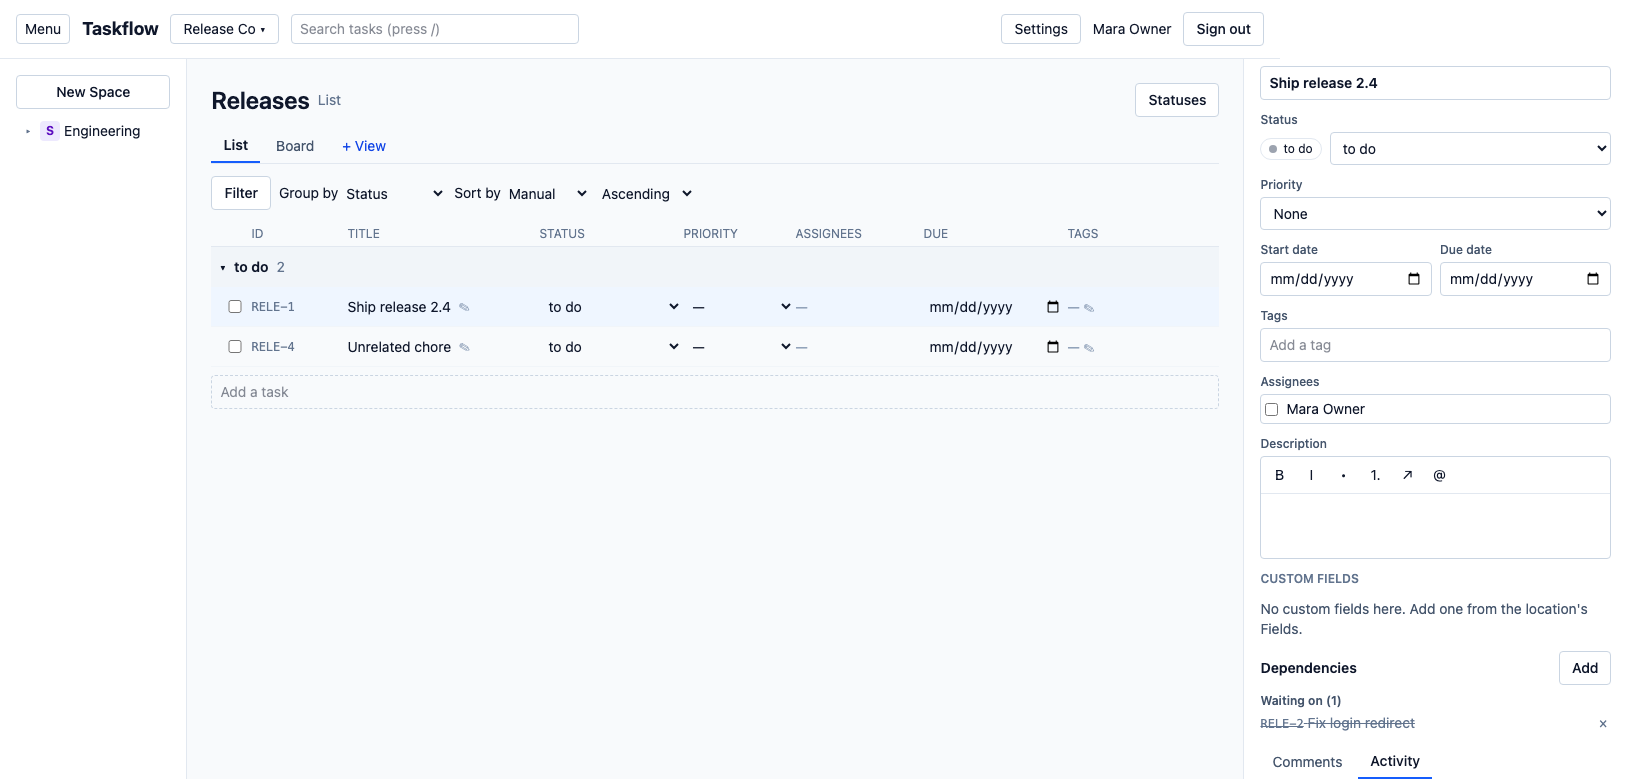 Menu Taskflow Release Co ▾ Search tasks (press /) Settings Mara Owner Sign out
New Space
▸ S Engineering
Releases List Statuses
List Board + View
Filter Group by Status Sort by Manual Ascending
ID TITLE STATUS PRIORITY ASSIGNEES DUE TAGS
▾ to do 2
RELE-1 Ship release 2.4 ✎ to do — — mm/dd/yyyy — ✎
RELE-4 Unrelated chore ✎ to do — — mm/dd/yyyy — ✎
Add a task
Ship release 2.4
Status
to do to do
Priority
None
Start date Due date
mm/dd/yyyy mm/dd/yyyy
Tags
Add a tag
Assignees
Mara Owner
Description
B I • 1. ↗ @
CUSTOM FIELDS
No custom fields here. Add one from the location's
Fields.
Dependencies Add
Waiting on (1)
RELE-2 Fix login redirect ×
Comments Activity